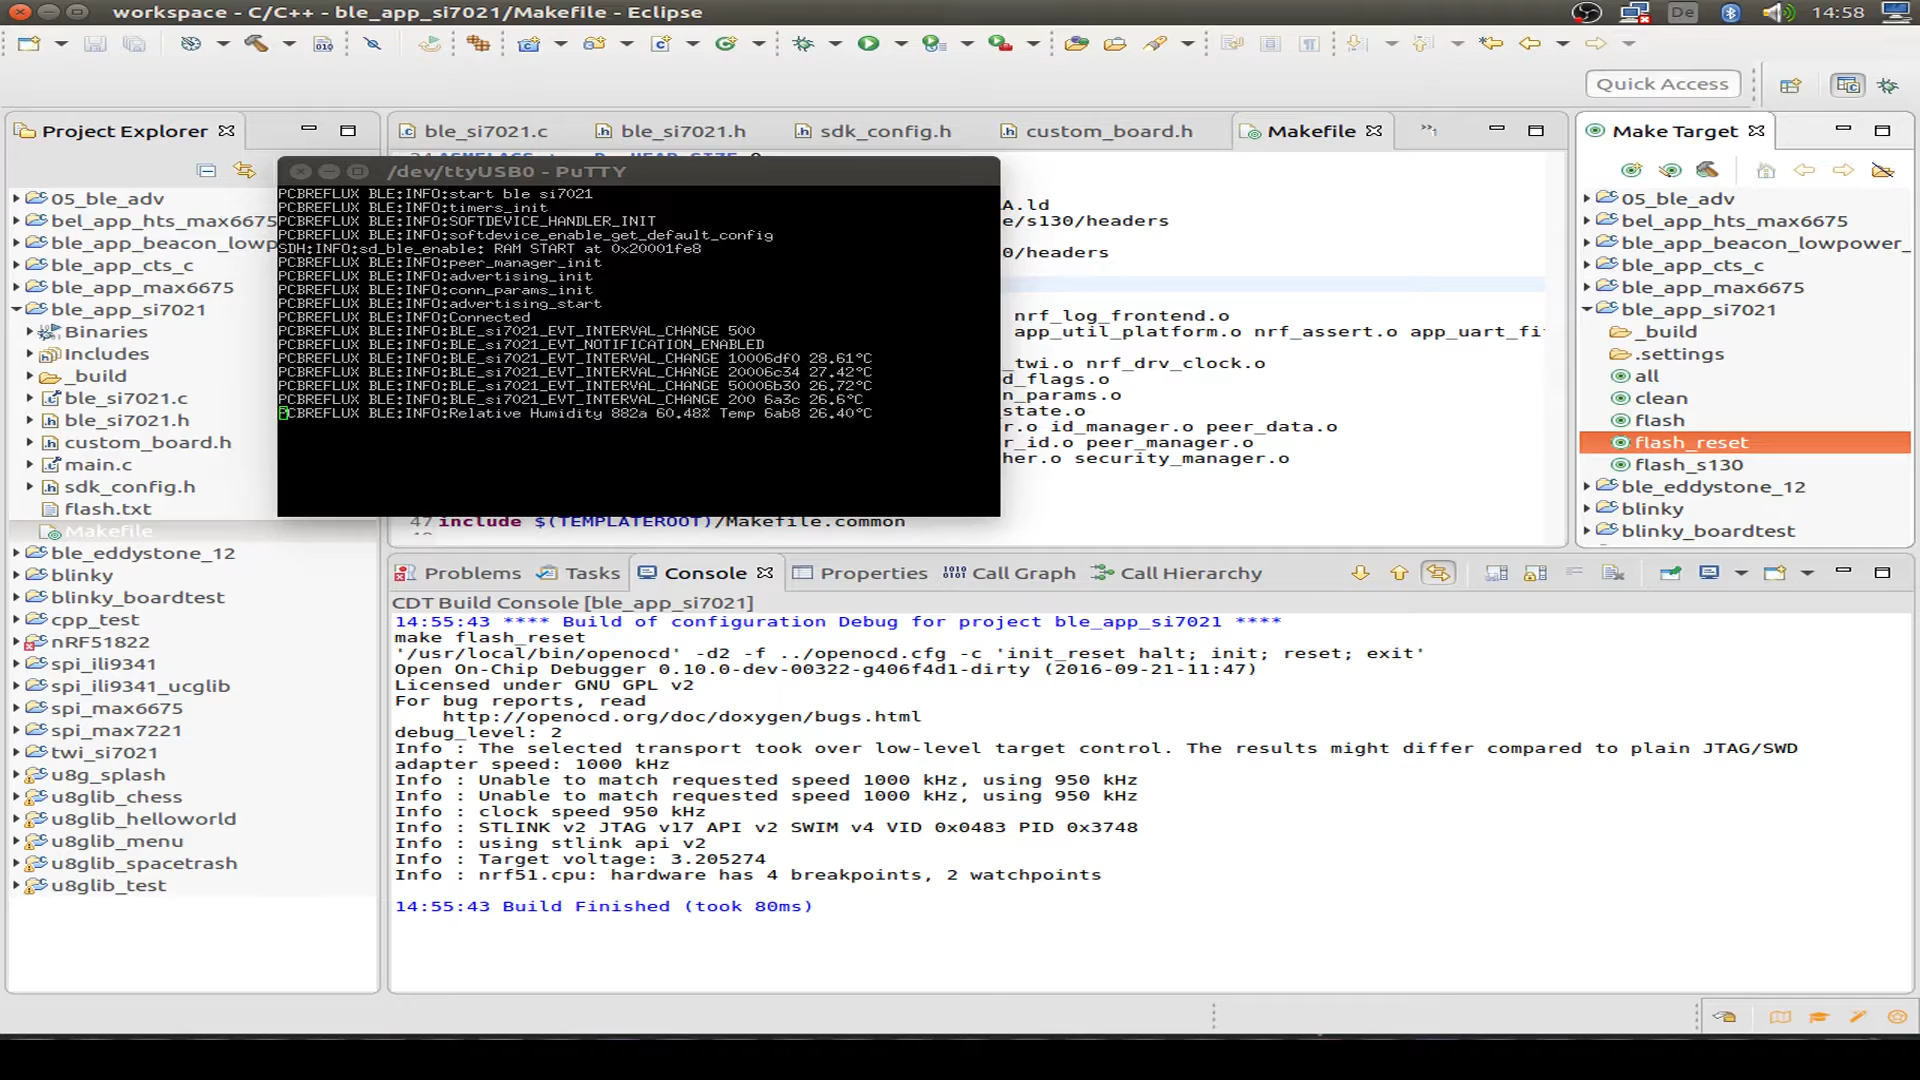 workspace - C/C++ - ble_app_si7021/Makefile - Eclipse
De
14:58
Quick Access
Project Explorer
05_ble_adv
bel_app_hts_max6675
ble_app_beacon_lowp
ble_app_cts_c
ble_app_max6675
ble_app_si7021
Binaries
Includes
_build
ble_si7021.c
ble_si7021.h
custom_board.h
main.c
sdk_config.h
flash.txt
Makefile
ble_eddystone_12
blinky
blinky_boardtest
cpp_test
nRF51822
spi_ili9341
spi_ili9341_ucglib
spi_max6675
spi_max7221
twi_si7021
u8g_splash
u8glib_chess
u8glib_helloworld
u8glib_menu
u8glib_spacetrash
u8glib_test
ble_si7021.c
ble_si7021.h
sdk_config.h
custom_board.h
Makefile
/dev/ttyUSB0 - PuTTY
PCBREFLUX BLE:INFO:start ble si7021
PCBREFLUX BLE:INFO:timers_init
PCBREFLUX BLE:INFO:SOFTDEVICE_HANDLER_INIT
PCBREFLUX BLE:INFO:softdevice_enable_get_default_config
SDH:INFO:sd_ble_enable: RAM START at 0x20001fe8
PCBREFLUX BLE:INFO:peer_manager_init
PCBREFLUX BLE:INFO:advertising_init
PCBREFLUX BLE:INFO:conn_params_init
PCBREFLUX BLE:INFO:advertising_start
PCBREFLUX BLE:INFO:Connected
PCBREFLUX BLE:INFO:BLE_si7021_EVT_INTERVAL_CHANGE 500
PCBREFLUX BLE:INFO:BLE_si7021_EVT_NOTIFICATION_ENABLED
PCBREFLUX BLE:INFO:BLE_si7021_EVT_INTERVAL_CHANGE 10006df0 28.61°C
PCBREFLUX BLE:INFO:BLE_si7021_EVT_INTERVAL_CHANGE 20006c34 27.42°C
PCBREFLUX BLE:INFO:BLE_si7021_EVT_INTERVAL_CHANGE 50006b30 26.72°C
PCBREFLUX BLE:INFO:BLE_si7021_EVT_INTERVAL_CHANGE 200 6a3c 26.6°C
PCBREFLUX BLE:INFO:Relative Humidity 882a 60.48% Temp 6ab8 26.40°C
A.ld
e/s130/headers
0/headers
nrf_log_frontend.o
app_util_platform.o nrf_assert.o app_uart_fi
_twi.o nrf_drv_clock.o
d_flags.o
n_params.o
state.o
r.o id_manager.o peer_data.o
r_id.o peer_manager.o
her.o security_manager.o
47 include $(TEMPLATEROOT)/Makefile.common
Make Target
05_ble_adv
bel_app_hts_max6675
ble_app_beacon_lowpower_
ble_app_cts_c
ble_app_max6675
ble_app_si7021
_build
.settings
all
clean
flash
flash_reset
flash_s130
ble_eddystone_12
blinky
blinky_boardtest
Problems
Tasks
Console
Properties
Call Graph
Call Hierarchy
CDT Build Console [ble_app_si7021]
14:55:43 **** Build of configuration Debug for project ble_app_si7021 ****
make flash_reset
'/usr/local/bin/openocd' -d2 -f ../openocd.cfg -c 'init_reset halt; init; reset; exit'
Open On-Chip Debugger 0.10.0-dev-00322-g406f4d1-dirty (2016-09-21-11:47)
Licensed under GNU GPL v2
For bug reports, read
http://openocd.org/doc/doxygen/bugs.html
debug_level: 2
Info : The selected transport took over low-level target control. The results might differ compared to plain JTAG/SWD
adapter speed: 1000 kHz
Info : Unable to match requested speed 1000 kHz, using 950 kHz
Info : Unable to match requested speed 1000 kHz, using 950 kHz
Info : clock speed 950 kHz
Info : STLINK v2 JTAG v17 API v2 SWIM v4 VID 0x0483 PID 0x3748
Info : using stlink api v2
Info : Target voltage: 3.205274
Info : nrf51.cpu: hardware has 4 breakpoints, 2 watchpoints
14:55:43 Build Finished (took 80ms)